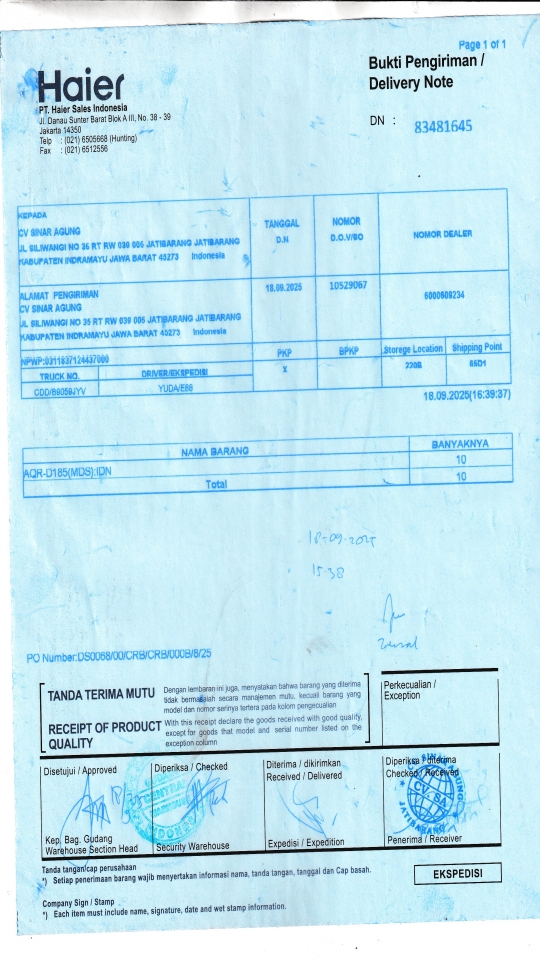 Page 1 of 1
Haier
Bukti Pengiriman /
Delivery Note
PT. Haier Sales Indonesia
Jl. Danau Sunter Barat Blok A III, No. 38 - 39
Jakarta 14350
Telp : (021) 6505668 (Hunting)
Fax : (021) 6512556
DN : 83481645
KEPADA
CV SINAR AGUNG
JL SILIWANGI NO 35 RT RW 030 005 JATIBARANG JATIBARANG
KABUPATEN INDRAMAYU JAWA BARAT 45273 Indonesia
TANGGAL
D.N
NOMOR
D.O.V/SO
NOMOR DEALER
ALAMAT PENGIRIMAN
CV SINAR AGUNG
JL SILIWANGI NO 35 RT RW 030 005 JATIBARANG JATIBARANG
KABUPATEN INDRAMAYU JAWA BARAT 45273 Indonesia
18.09.2025
10529067
6000609234
NPWP:0311837124437000
PKP
BPKP
Storege Location
Shipping Point
TRUCK NO.
DRIVER/EKSPEDISI
X
220B
65D1
YUDA/E86
18.09.2025(16:39:37)
NAMA BARANG
BANYAKNYA
AQR-D185(MDS):IDN
10
Total
10
18-09-2025
15.38
PO Number:DS0068/00/CRB/CRB/000B/8/25
TANDA TERIMA MUTU
Dengan lembaran ini juga, menyatakan bahwa barang yang diterima
tidak bermasalah secara manajemen mutu, kecuali barang yang
model dan nomor serinya tertera pada kolom pengecualian
RECEIPT OF PRODUCT
QUALITY
With this receipt declare the goods received with good quality,
except for goods that model and serial number listed on the
exception column
Perkecualian /
Exception
Disetujui / Approved
Kep. Bag. Gudang
Warehouse Section Head
Diperiksa / Checked
Security Warehouse
Diterima / dikirimkan
Received / Delivered
Expedisi / Expedition
Diperiksa / diterima
Checked / Received
CV. SINAR AGUNG
CV. SA
JATIBARANG
Penerima / Receiver
Tanda tangan/cap perusahaan
*) Setiap penerimaan barang wajib menyertakan informasi nama, tanda tangan, tanggal dan Cap basah.
EKSPEDISI
Company Sign / Stamp
*) Each item must include name, signature, date and wet stamp information.